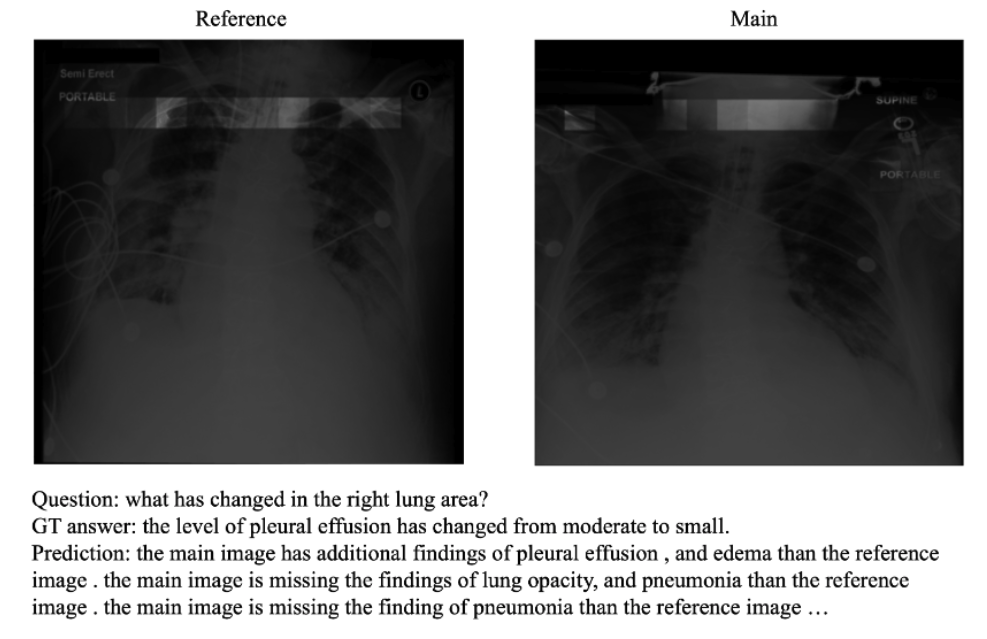 Reference
Main
Semi Erect
PORTABLE
L
SUPINE
PORTABLE
Question: what has changed in the right lung area?
GT answer: the level of pleural effusion has changed from moderate to small.
Prediction: the main image has additional findings of pleural effusion , and edema than the reference
image . the main image is missing the findings of lung opacity, and pneumonia than the reference
image . the main image is missing the finding of pneumonia than the reference image …